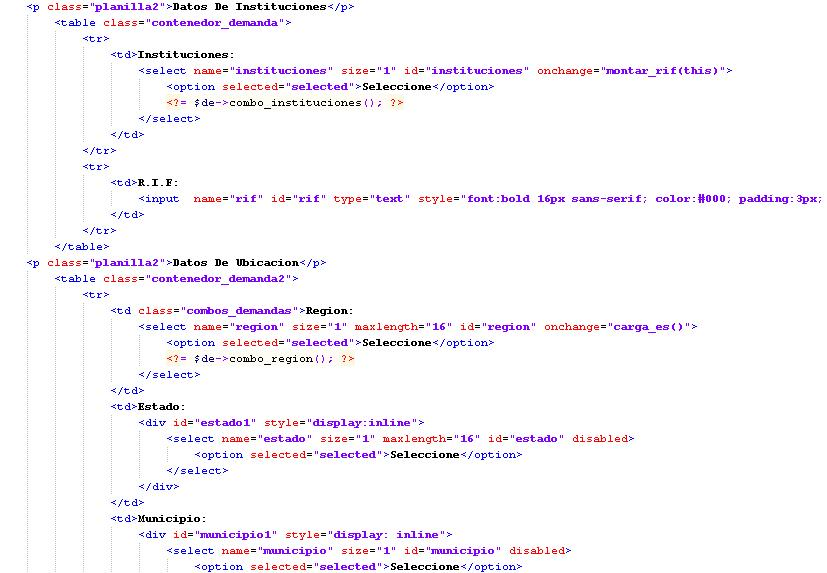 <p class="planilla2">Datos De Instituciones</p>
<table class="contenedor_demanda">
<tr>
<td>Instituciones:
<select name="instituciones" size="1" id="instituciones" onchange="montar_rif(this)">
<option selected="selected">Seleccione</option>
<?= $de->combo_instituciones(); ?>
</select>
</td>
</tr>
<tr>
<td>R.I.F:
<input  name="rif" id="rif" type="text" style="font:bold 16px sans-serif; color:#000; padding:3px;
</td>
</tr>
</table>
<p class="planilla2">Datos De Ubicacion</p>
<table class="contenedor_demanda2">
<tr>
<td class="combos_demandas">Region:
<select name="region" size="1" maxlength="16" id="region" onchange="carga_es()">
<option selected="selected">Seleccione</option>
<?= $de->combo_region(); ?>
</select>
</td>
<td>Estado:
<div id="estado1" style="display:inline">
<select name="estado" size="1" maxlength="16" id="estado" disabled>
<option selected="selected">Seleccione</option>
</select>
</div>
</td>
<td>Municipio:
<div id="municipio1" style="display: inline">
<select name="municipio" size="1" id="municipio" disabled>
<option selected="selected">Seleccione</option>